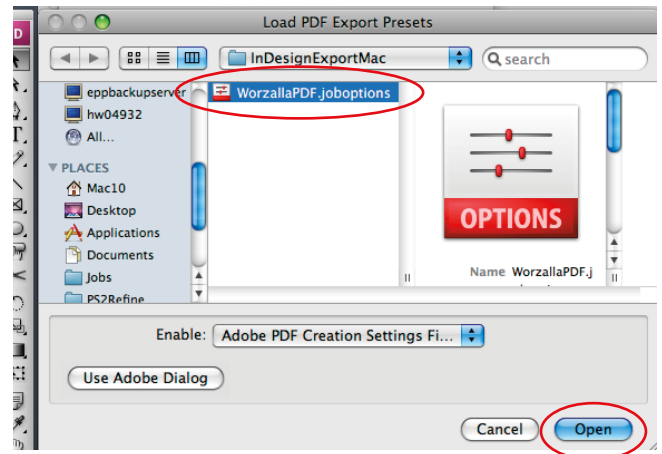 Load PDF Export Presets
InDesignExportMac
search
eppbackupserver
hw04932
All...
WorzallaPDF.joboptions
PLACES
Mac10
Desktop
Applications
Documents
Jobs
PS2Refine
OPTIONS
Name WorzallaPDF.j
Enable: Adobe PDF Creation Settings Fi...
Use Adobe Dialog
Cancel
Open